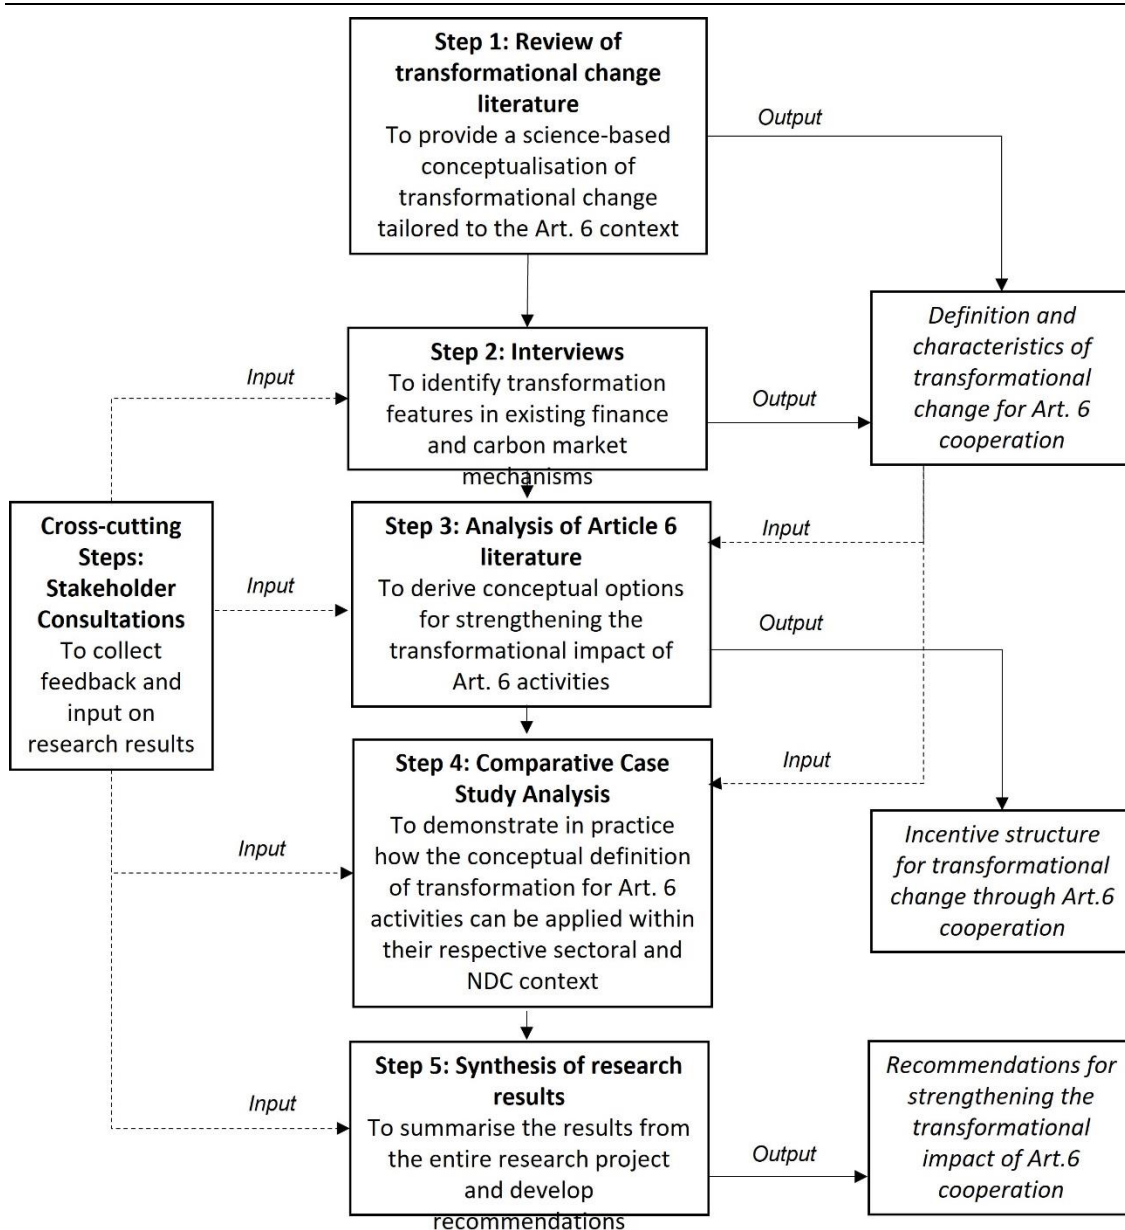 Step 1: Review of
transformational change
literature
To provide a science-based
conceptualisation of
transformational change
tailored to the Art. 6 context
Output
Definition and
characteristics of
transformational
change for Art. 6
cooperation
Step 2: Interviews
To identify transformation
features in existing finance
and carbon market
mechanisms
Input
Output
Cross-cutting
Steps:
Stakeholder
Consultations
To collect
feedback and
input on
research results
Input
Step 3: Analysis of Article 6
literature
To derive conceptual options
for strengthening the
transformational impact of
Art. 6 activities
Input
Output
Step 4: Comparative Case
Study Analysis
To demonstrate in practice
how the conceptual definition
of transformation for Art. 6
activities can be applied within
their respective sectoral and
NDC context
Input
Input
Incentive structure
for transformational
change through Art.6
cooperation
Step 5: Synthesis of research
results
To summarise the results from
the entire research project
and develop
recommendations
Input
Output
Recommendations for
strengthening the
transformational
impact of Art.6
cooperation